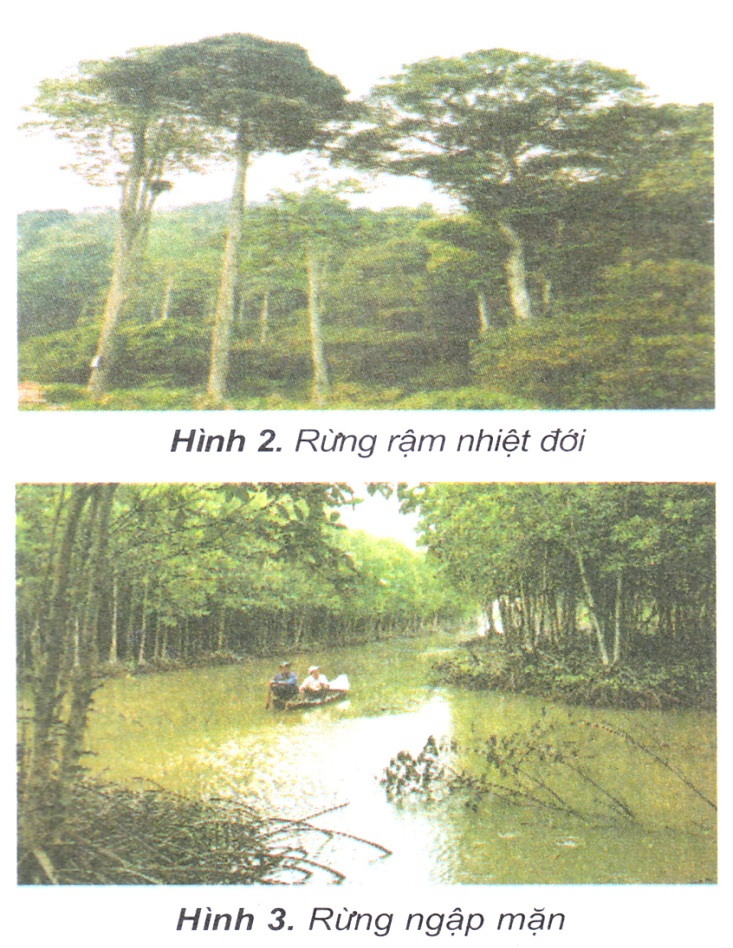 Hình 2. Rừng rậm nhiệt đới
Hình 3. Rừng ngập mặn